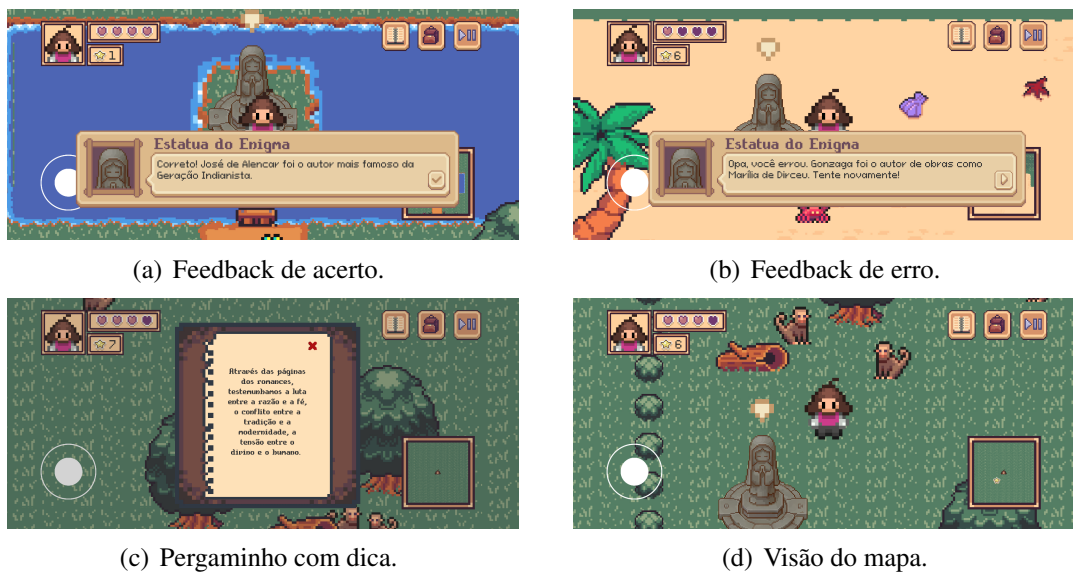 1
6
Estatua do Enigma
Correto! José de Alencar foi o autor mais famoso da
Geração Indianista.
Estatua do Enigma
Opa, você errou. Gonzaga foi o autor de obras como
Marília de Dirceu. Tente novamente!
(a) Feedback de acerto.
(b) Feedback de erro.
7
6
Através das páginas
dos romances,
testemunhamos a luta
entre a razão e a fé,
o conflito entre a
tradição e a
modernidade, a
tensão entre o
divino e o humano.
(c) Pergaminho com dica.
(d) Visão do mapa.